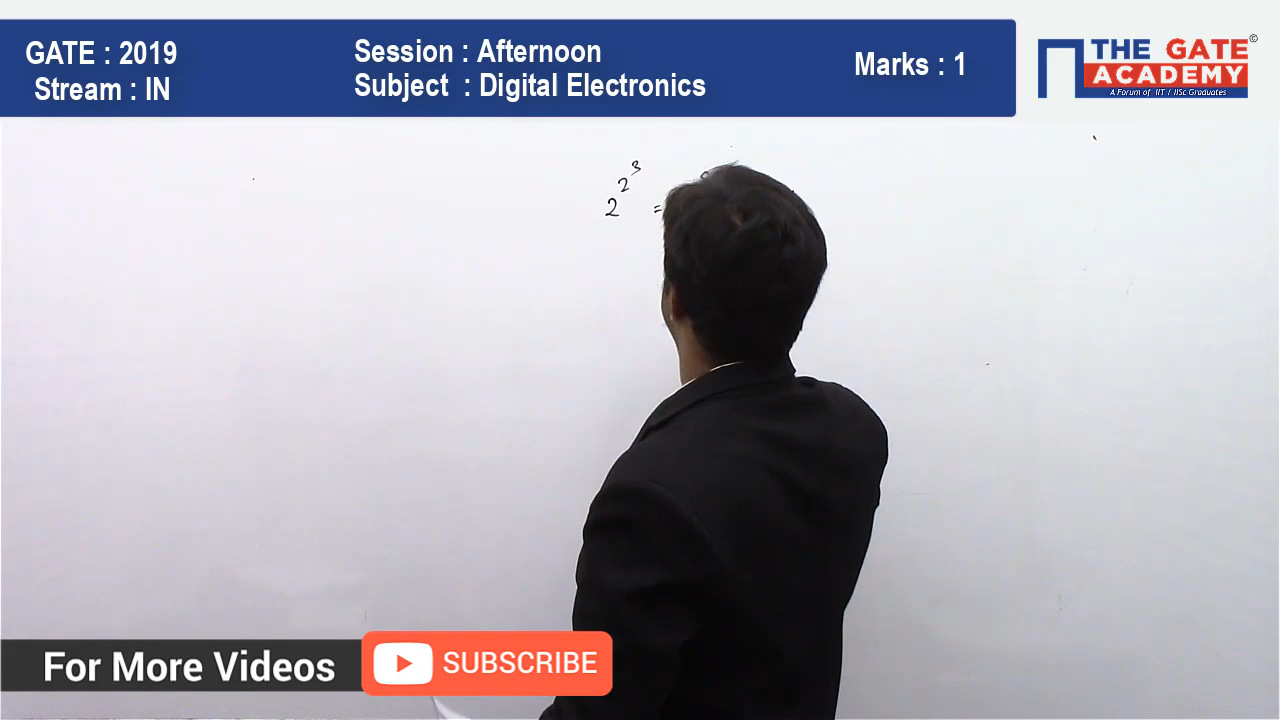 GATE : 2019
Stream : IN
Session : Afternoon
Subject : Digital Electronics
Marks : 1
THE GATE ©
ACADEMY
A Forum of IIT / IISc Graduates
2^2^3 =
For More Videos
SUBSCRIBE